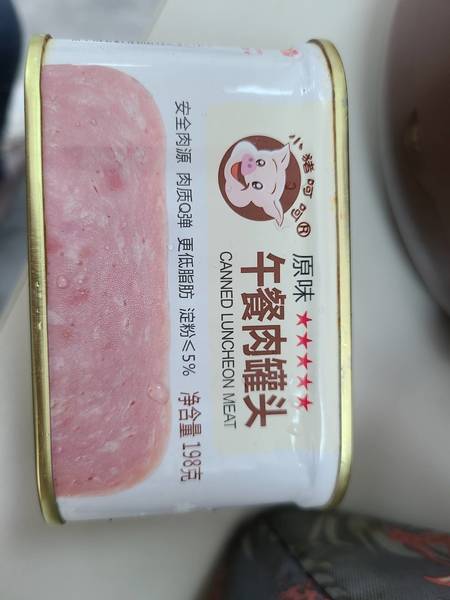 小猪呵呵®
原味 ★★★★★
午餐肉罐头
CANNED LUNCHEON MEAT
安全肉源 肉质Q弹 更低脂肪 淀粉≤5% 净含量198克